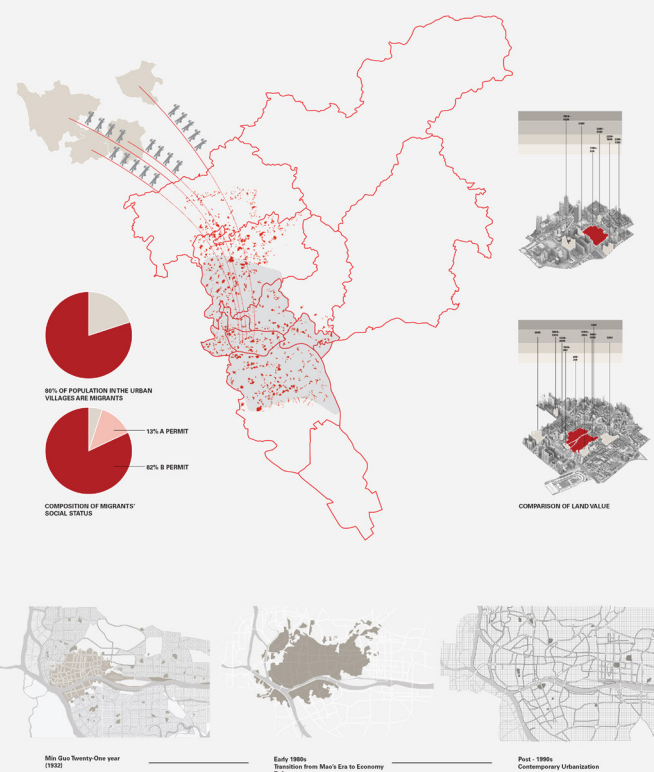 80% OF POPULATION IN THE URBAN
VILLAGES ARE MIGRANTS
13% A PERMIT
82% B PERMIT
COMPOSITION OF MIGRANTS'
SOCIAL STATUS
COMPARISON OF LAND VALUE
Min Guo Twenty-One year
(1932)
Early 1980s
Transition from Mao's Era to Economy
Post - 1990s
Contemporary Urbanization